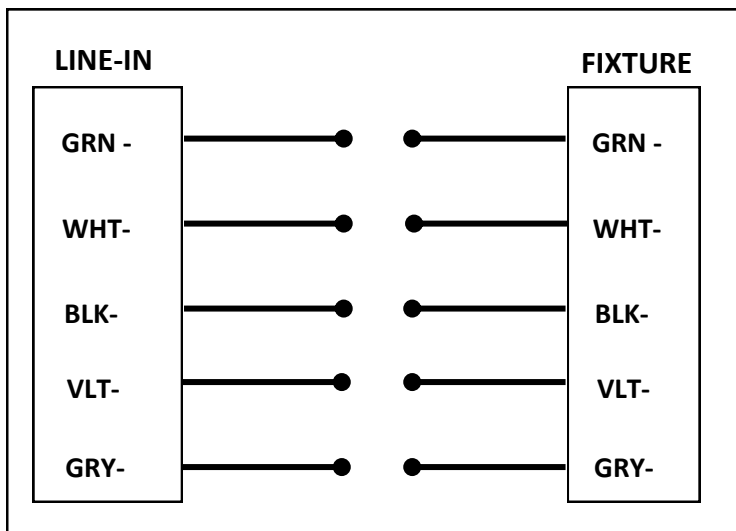 LINE-IN
FIXTURE
GRN -
GRN -
WHT-
WHT-
BLK-
BLK-
VLT-
VLT-
GRY-
GRY-